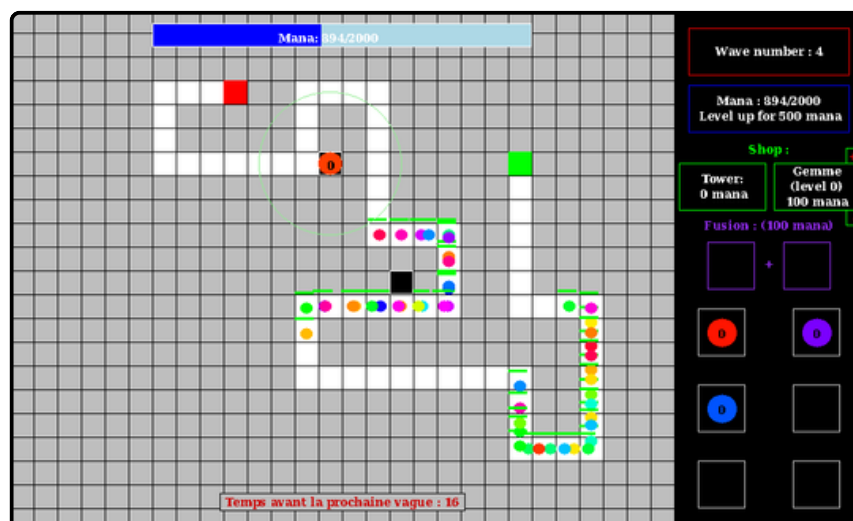 Mana: 894/2000
Wave number : 4
Mana : 894/2000
Level up for 500 mana
Shop :
Tower:
0 mana
Gemme
(level 0)
100 mana
Fusion : (100 mana)
+
0
0
0
0
Temps avant la prochaine vague : 16